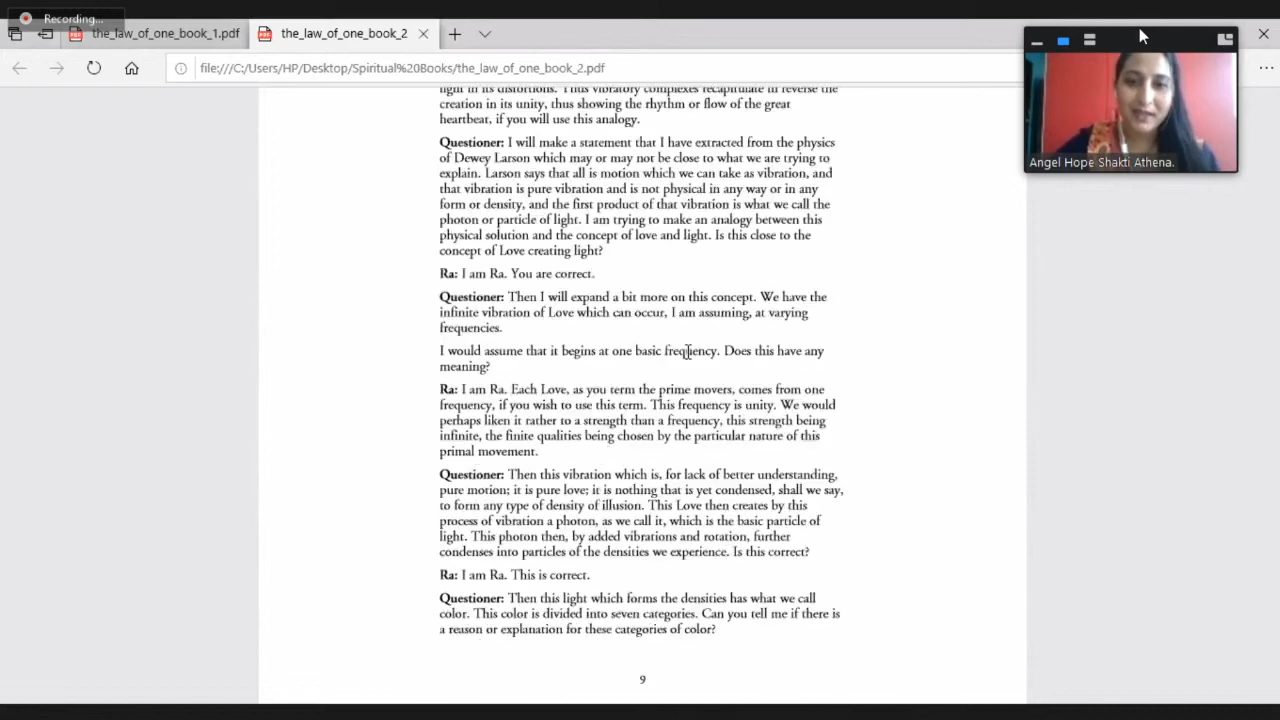 Recording...
the_law_of_one_book_1.pdf
the_law_of_one_book_2
file:///C:/Users/HP/Desktop/Spiritual%20Books/the_law_of_one_book_2.pdf
Angel Hope Shakti Athena.
light in its distortions. Thus vibratory complexes recapitulate in reverse the
creation in its unity, thus showing the rhythm or flow of the great
heartbeat, if you will use this analogy.
Questioner: I will make a statement that I have extracted from the physics
of Dewey Larson which may or may not be close to what we are trying to
explain. Larson says that all is motion which we can take as vibration, and
that vibration is pure vibration and is not physical in any way or in any
form or density, and the first product of that vibration is what we call the
photon or particle of light. I am trying to make an analogy between this
physical solution and the concept of love and light. Is this close to the
concept of Love creating light?
Ra: I am Ra. You are correct.
Questioner: Then I will expand a bit more on this concept. We have the
infinite vibration of Love which can occur, I am assuming, at varying
frequencies.
I would assume that it begins at one basic frequency. Does this have any
meaning?
Ra: I am Ra. Each Love, as you term the prime movers, comes from one
frequency, if you wish to use this term. This frequency is unity. We would
perhaps liken it rather to a strength than a frequency, this strength being
infinite, the finite qualities being chosen by the particular nature of this
primal movement.
Questioner: Then this vibration which is, for lack of better understanding,
pure motion; it is pure love; it is nothing that is yet condensed, shall we say,
to form any type of density of illusion. This Love then creates by this
process of vibration a photon, as we call it, which is the basic particle of
light. This photon then, by added vibrations and rotation, further
condenses into particles of the densities we experience. Is this correct?
Ra: I am Ra. This is correct.
Questioner: Then this light which forms the densities has what we call
color. This color is divided into seven categories. Can you tell me if there is
a reason or explanation for these categories of color?
9